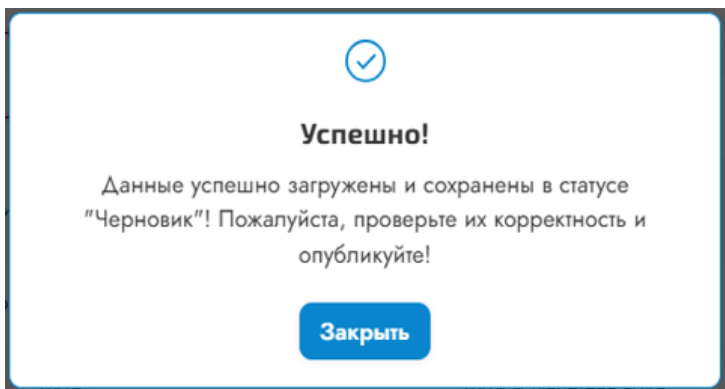 Успешно!
Данные успешно загружены и сохранены в статусе
"Черновик"! Пожалуйста, проверьте их корректность и
опубликуйте!
Закрыть